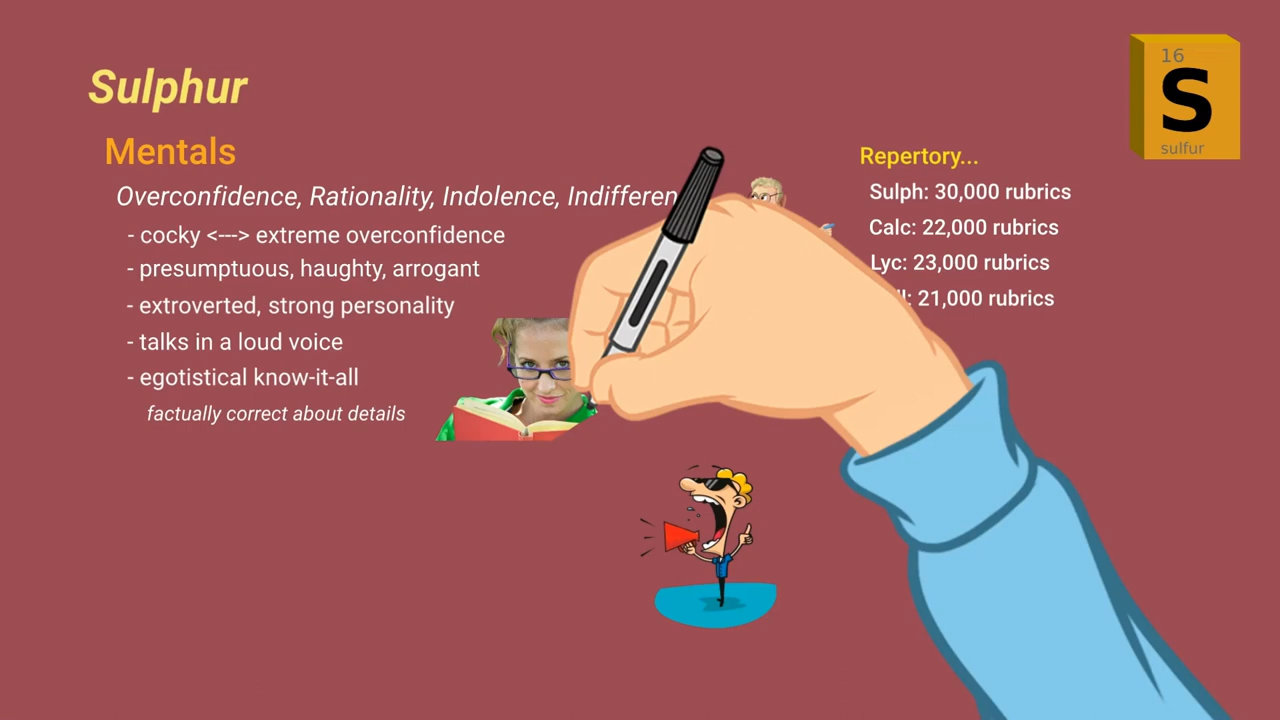 Sulphur
Mentals
Overconfidence, Rationality, Indolence,
- cocky <---> extreme overconfidence
- presumptuous, haughty, arrogant
- extroverted, strong personality
- talks in a loud voice
- egotistical know-it-all
factually correct about details
16
S
sulfur
Repertory...
Sulph: 30,000 rubrics
Calc: 22,000 rubrics
Lyc: 23,000 rubrics
21,000 rubrics